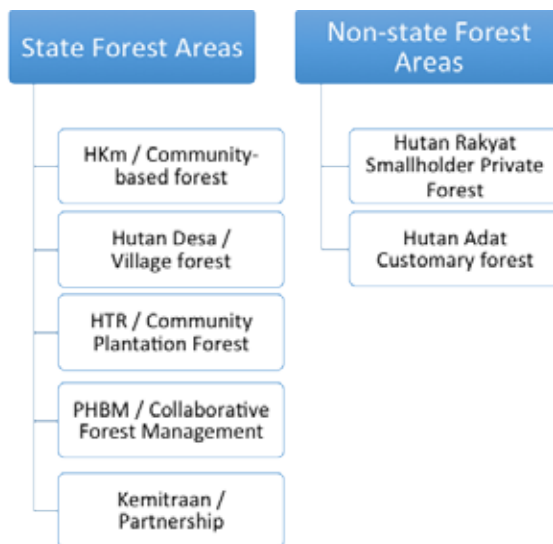 State Forest Areas
HKm / Community-
based forest
Hutan Desa /
Village forest
HTR / Community
Plantation Forest
PHBM / Collaborative
Forest Management
Kemitraan /
Partnership
Non-state Forest
Areas
Hutan Rakyat
Smallholder Private
Forest
Hutan Adat
Customary forest